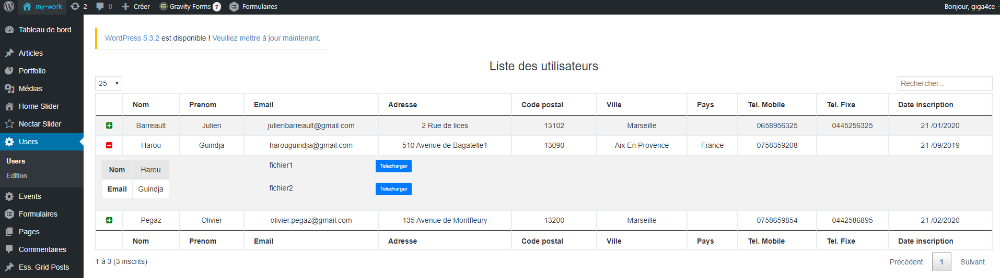 my-work 2 0 Créer Gravity Forms 7 Formulaires Bonjour, giga4ce
Tableau de bord
Articles
Portfolio
Médias
Home Slider
Nectar Slider
Users
Users
Edition
Events
Formulaires
Pages
Commentaires
Ess. Grid Posts
WordPress 5.3.2 est disponible ! Veuillez mettre à jour maintenant.
Liste des utilisateurs
25 Rechercher...
Nom Prenom Email Adresse Code postal Ville Pays Tel. Mobile Tel. Fixe Date inscription
Barreault Julien julienbarreault@gmail.com 2 Rue de lices 13102 Marseille 0658956325 0445256325 21 /01/2020
Harou Guindja harouguindja@gmail.com 510 Avenue de Bagatelle1 13090 Aix En Provence France 0758359208 21 /09/2019
Nom Harou fichier1 Telecharger
Email Guindja fichier2 Telecharger
Pegaz Olivier olivier.pegaz@gmail.com 135 Avenue de Montfleury 13200 Marseille 0758659854 0442586895 21 /02/2020
Nom Prenom Email Adresse Code postal Ville Pays Tel. Mobile Tel. Fixe Date inscription
1 à 3 (3 inscrits) Précédent 1 Suivant